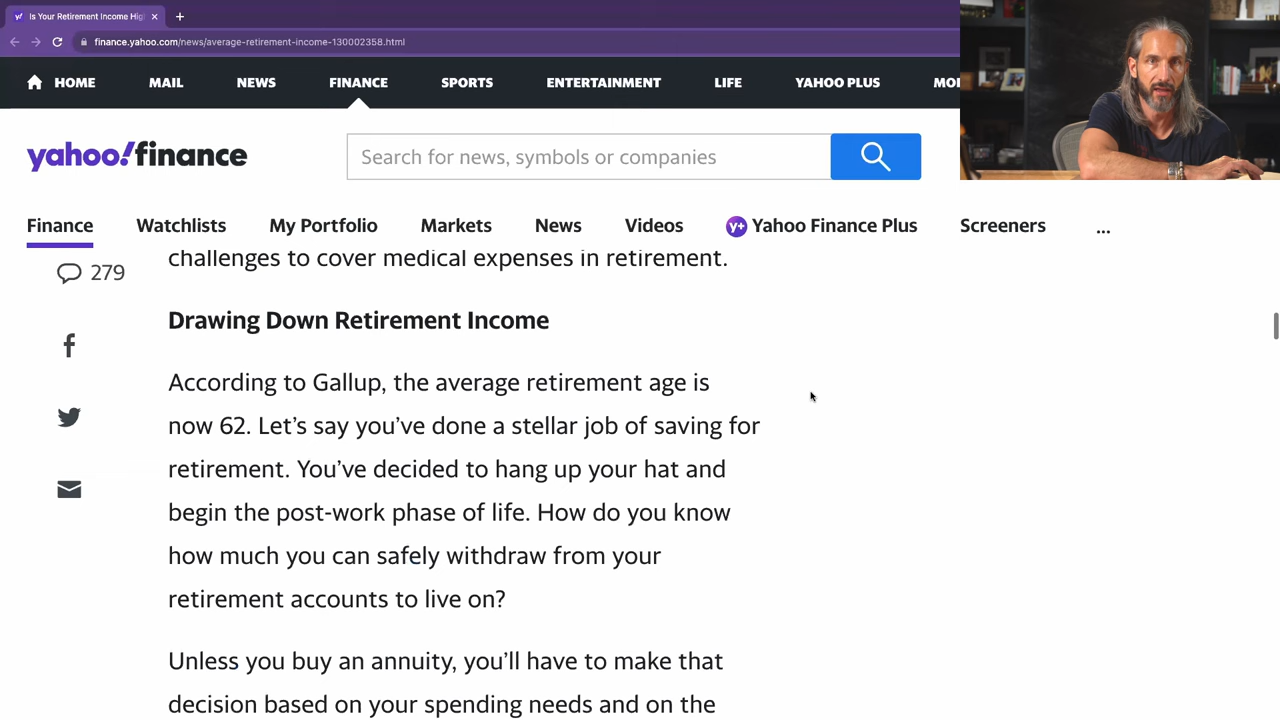 Is Your Retirement Income Hig
finance.yahoo.com/news/average-retirement-income-130002358.html
HOME MAIL NEWS FINANCE SPORTS ENTERTAINMENT LIFE YAHOO PLUS MO
yahoo!finance
Search for news, symbols or companies
Finance Watchlists My Portfolio Markets News Videos y+ Yahoo Finance Plus Screeners ...
279
challenges to cover medical expenses in retirement.
Drawing Down Retirement Income
According to Gallup, the average retirement age is
now 62. Let’s say you’ve done a stellar job of saving for
retirement. You’ve decided to hang up your hat and
begin the post-work phase of life. How do you know
how much you can safely withdraw from your
retirement accounts to live on?
Unless you buy an annuity, you’ll have to make that
decision based on your spending needs and on the